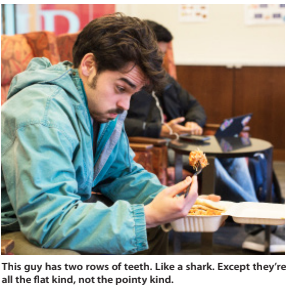 This guy has two rows of teeth. Like a shark. Except they're
all the flat kind, not the pointy kind.